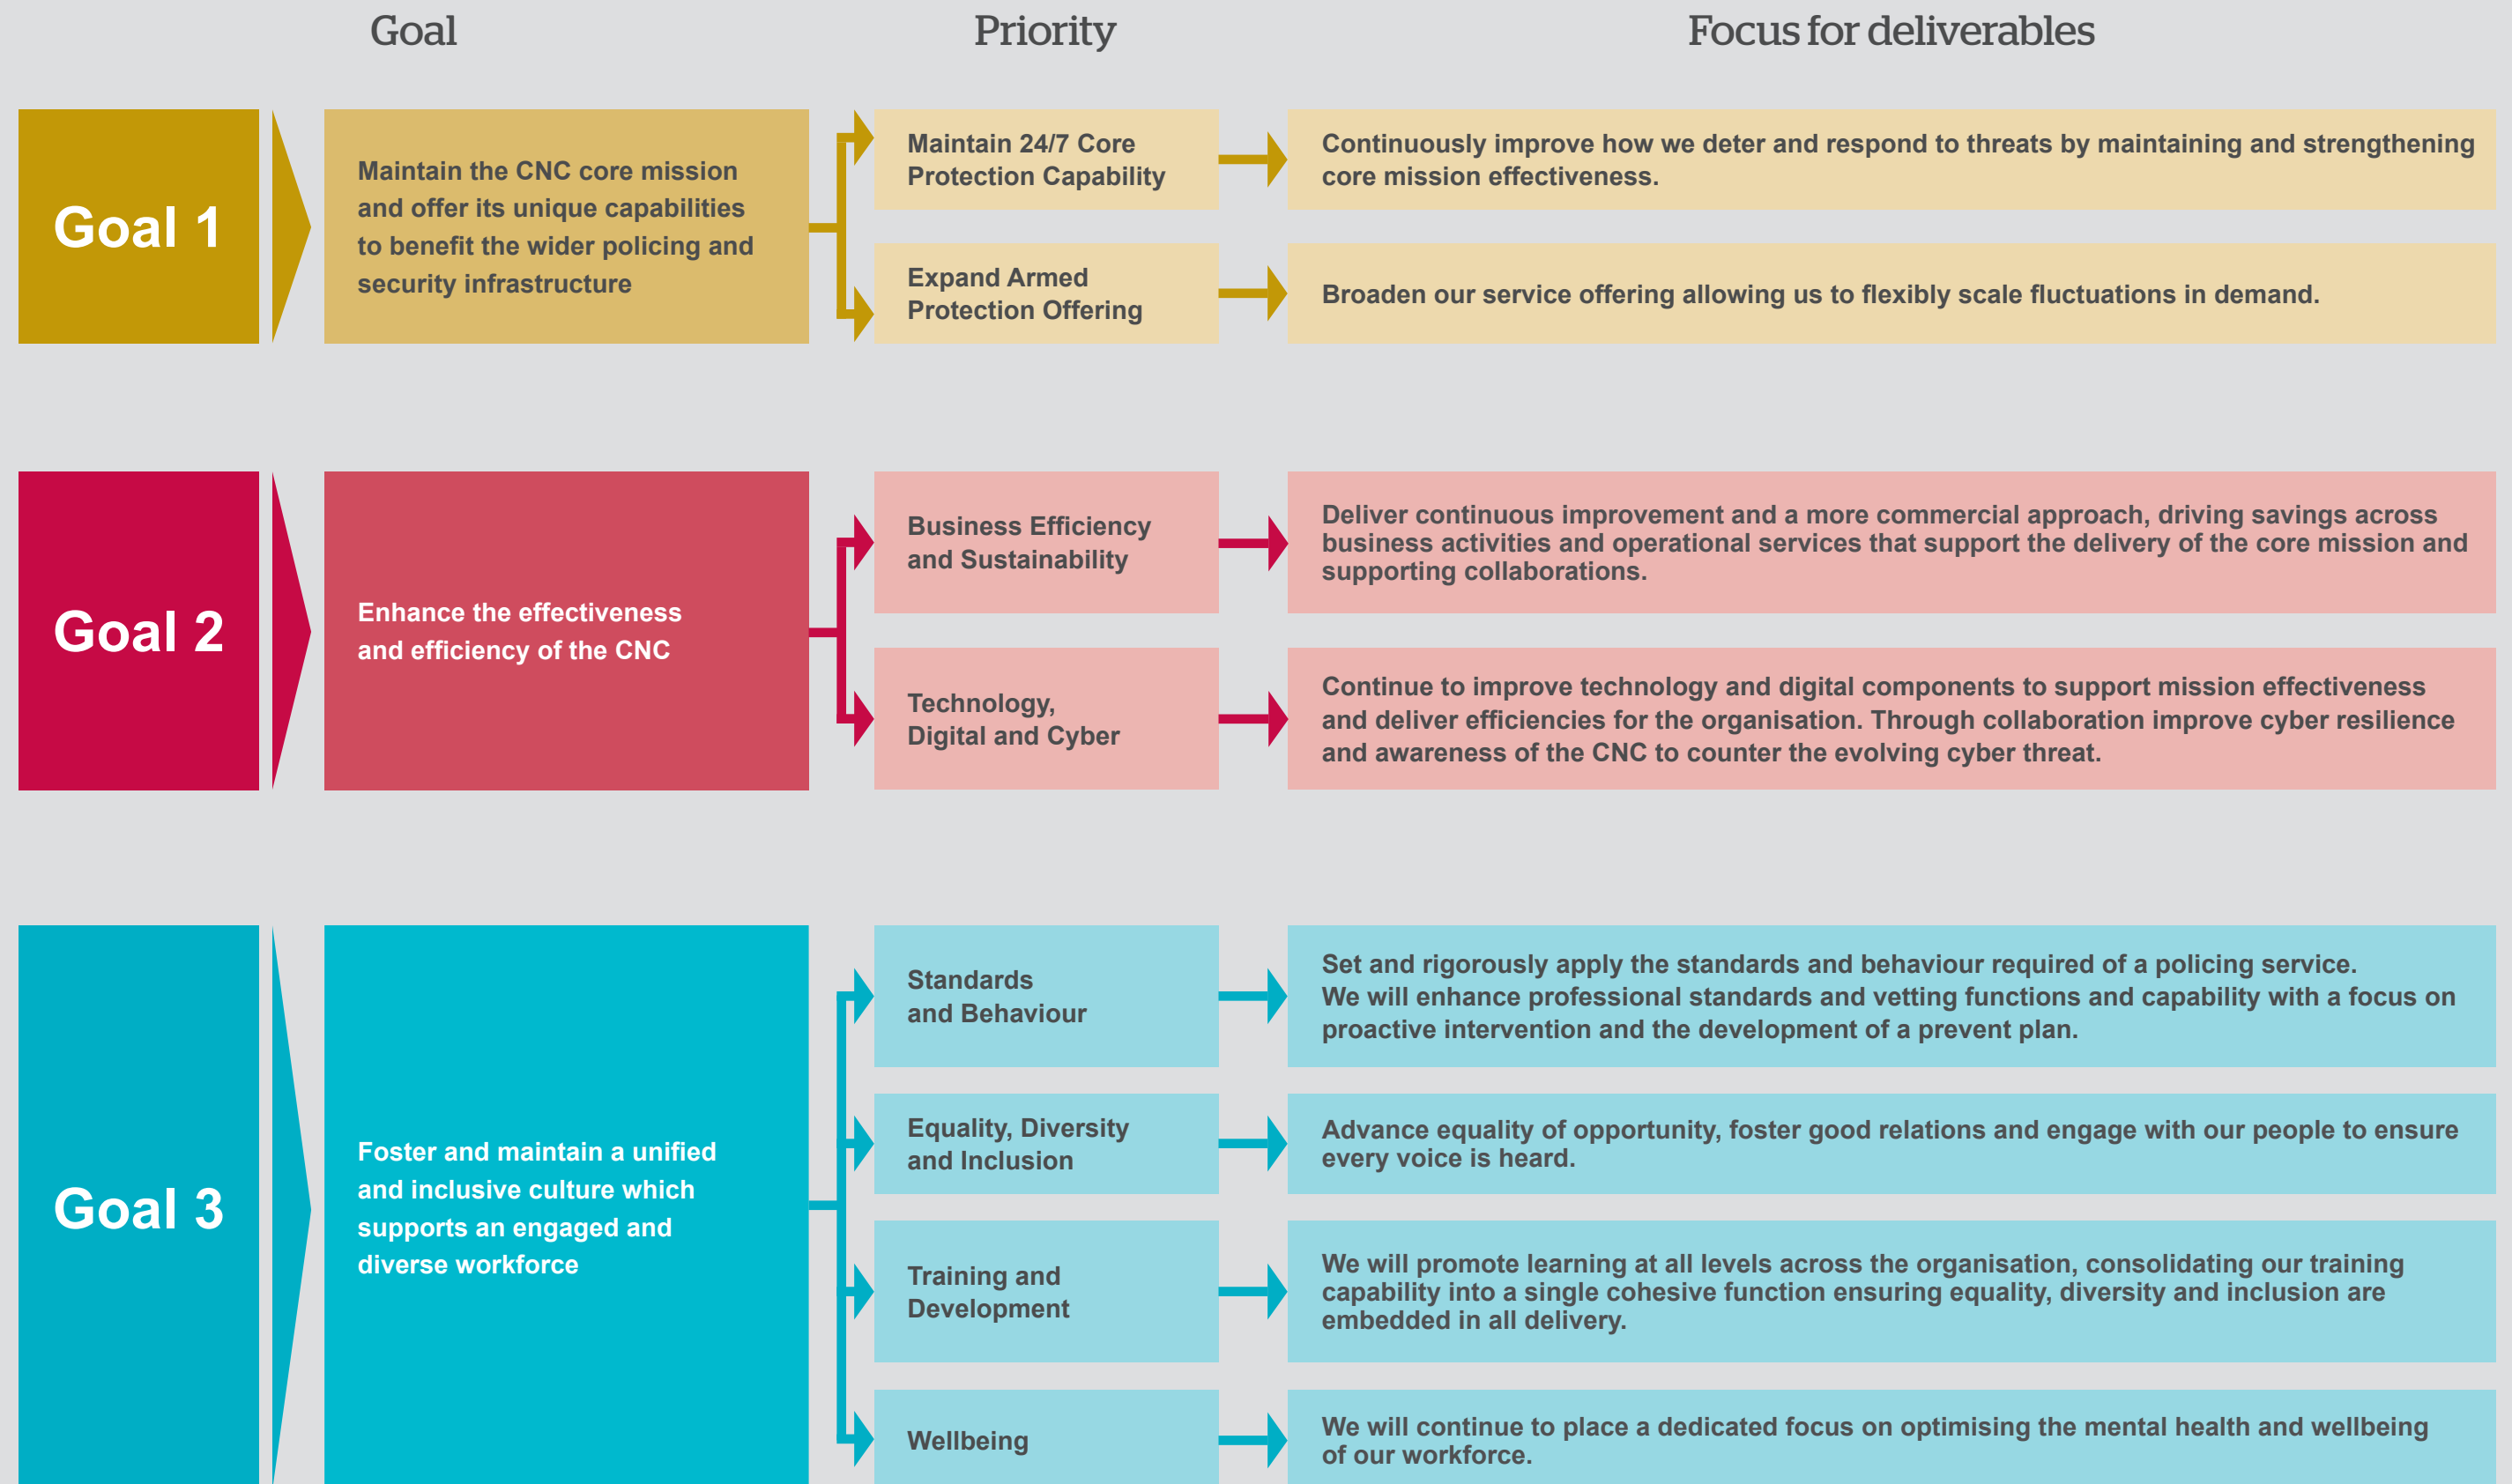 Goal
Priority
Focus for deliverables
Goal 1
Maintain the CNC core mission
and offer its unique capabilities
to benefit the wider policing and
security infrastructure
Maintain 24/7 Core
Protection Capability
Continuously improve how we deter and respond to threats by maintaining and strengthening
core mission effectiveness.
Expand Armed
Protection Offering
Broaden our service offering allowing us to flexibly scale fluctuations in demand.
Goal 2
Enhance the effectiveness
and efficiency of the CNC
Business Efficiency
and Sustainability
Deliver continuous improvement and a more commercial approach, driving savings across
business activities and operational services that support the delivery of the core mission and
supporting collaborations.
Technology,
Digital and Cyber
Continue to improve technology and digital components to support mission effectiveness
and deliver efficiencies for the organisation. Through collaboration improve cyber resilience
and awareness of the CNC to counter the evolving cyber threat.
Goal 3
Foster and maintain a unified
and inclusive culture which
supports an engaged and
diverse workforce
Standards
and Behaviour
Set and rigorously apply the standards and behaviour required of a policing service.
We will enhance professional standards and vetting functions and capability with a focus on
proactive intervention and the development of a prevent plan.
Equality, Diversity
and Inclusion
Advance equality of opportunity, foster good relations and engage with our people to ensure
every voice is heard.
Training and
Development
We will promote learning at all levels across the organisation, consolidating our training
capability into a single cohesive function ensuring equality, diversity and inclusion are
embedded in all delivery.
Wellbeing
We will continue to place a dedicated focus on optimising the mental health and wellbeing
of our workforce.